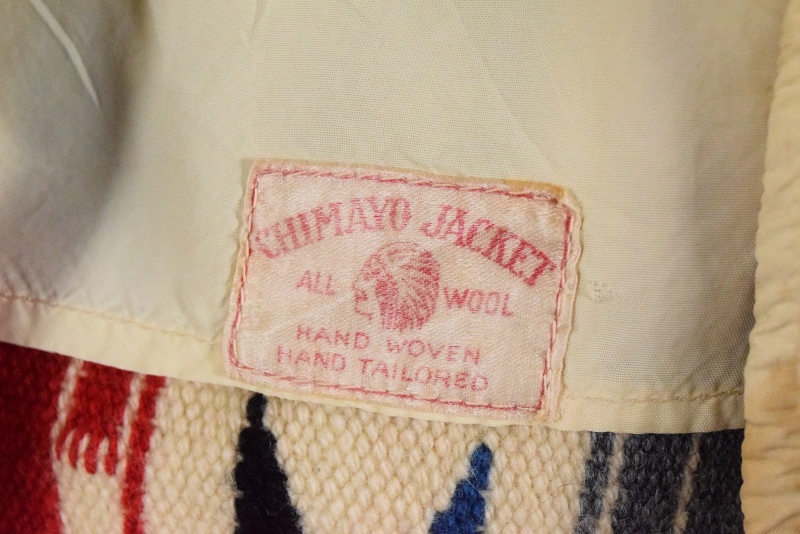 CHIMAYO JACKET
ALL WOOL
HAND WOVEN
HAND TAILORED